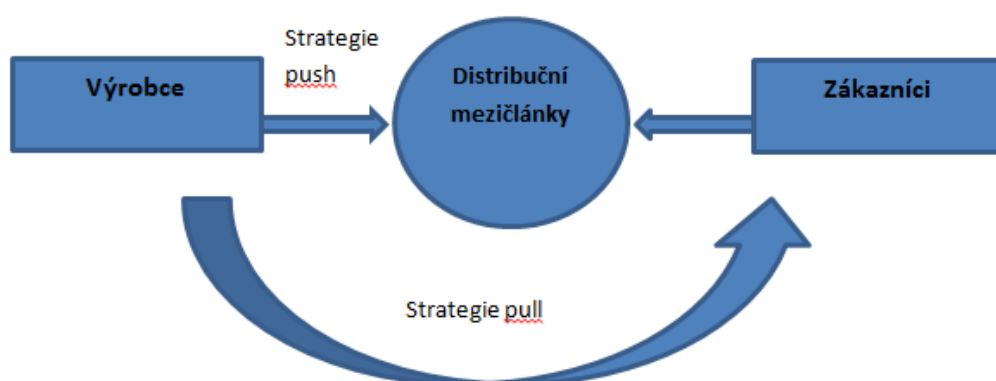 Strategie
push
Výrobce
Distribuční
mezičlánky
Zákazníci
Strategie pull